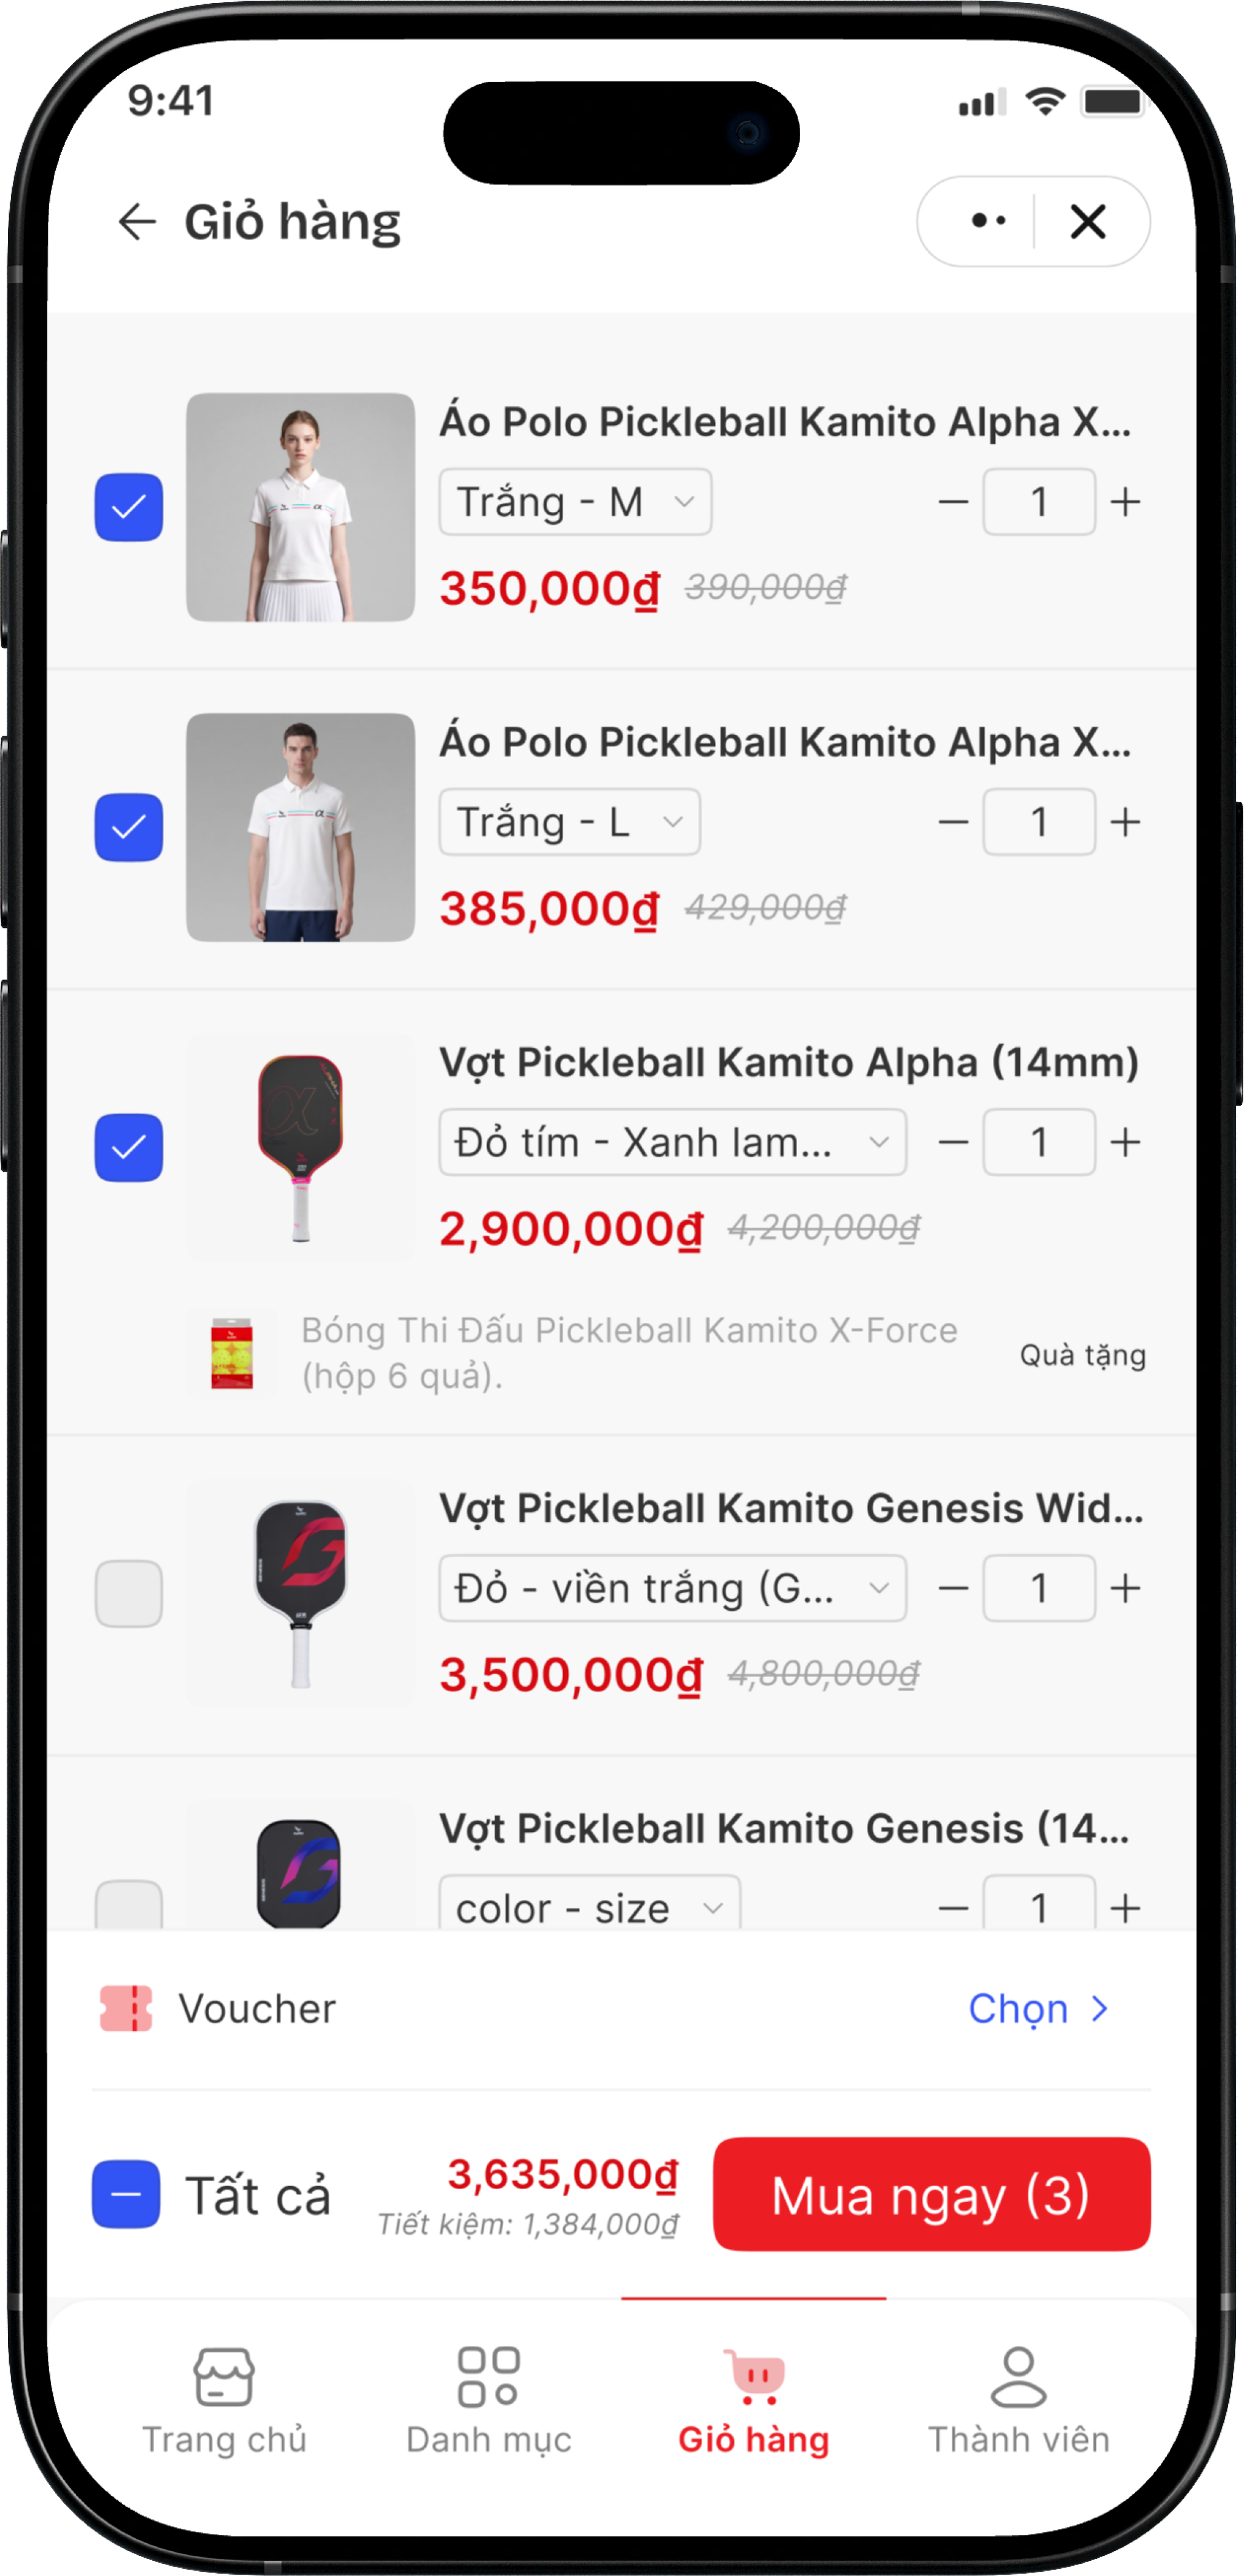 9:41
Giỏ hàng
Áo Polo Pickleball Kamito Alpha X...
Trắng - M
1
350,000₫ 390,000₫
Áo Polo Pickleball Kamito Alpha X...
Trắng - L
1
385,000₫ 429,000₫
Vợt Pickleball Kamito Alpha (14mm)
Đỏ tím - Xanh lam...
1
2,900,000₫ 4,200,000₫
Bóng Thi Đấu Pickleball Kamito X-Force
(hộp 6 quả).
Quà tặng
Vợt Pickleball Kamito Genesis Wid...
Đỏ - viền trắng (G...
1
3,500,000₫ 4,800,000₫
Vợt Pickleball Kamito Genesis (14...
color - size
1
Voucher
Chọn
Tất cả
3,635,000₫
Tiết kiệm: 1,384,000₫
Mua ngay (3)
Trang chủ
Danh mục
Giỏ hàng
Thành viên